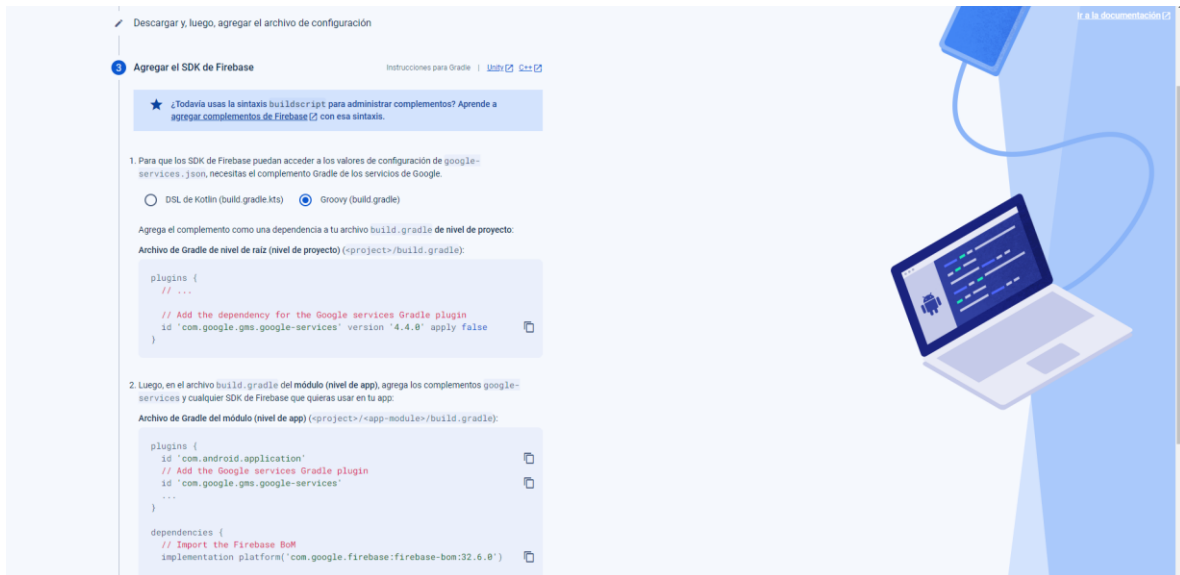 Ir a la documentación
Descargar y, luego, agregar el archivo de configuración
3 Agregar el SDK de Firebase
Instrucciones para Gradle | Unity C++
¿Todavía usas la sintaxis buildscript para administrar complementos? Aprende a
agregar complementos de Firebase con esa sintaxis.
1. Para que los SDK de Firebase puedan acceder a los valores de configuración de google-
services.json, necesitas el complemento Gradle de los servicios de Google.
DSL de Kotlin (build.gradle.kts) Groovy (build.gradle)
Agrega el complemento como una dependencia a tu archivo build.gradle de nivel de proyecto:
Archivo de Gradle de nivel de raíz (nivel de proyecto) (<project>/build.gradle):
plugins {
// ...
// Add the dependency for the Google services Gradle plugin
id 'com.google.gms.google-services' version '4.4.0' apply false
}
2. Luego, en el archivo build.gradle del módulo (nivel de app), agrega los complementos google-
services y cualquier SDK de Firebase que quieras usar en tu app:
Archivo de Gradle del módulo (nivel de app) (<project>/<app-module>/build.gradle):
plugins {
id 'com.android.application'
// Add the Google services Gradle plugin
id 'com.google.gms.google-services'
...
}
dependencies {
// Import the Firebase BoM
implementation platform('com.google.firebase:firebase-bom:32.6.0')